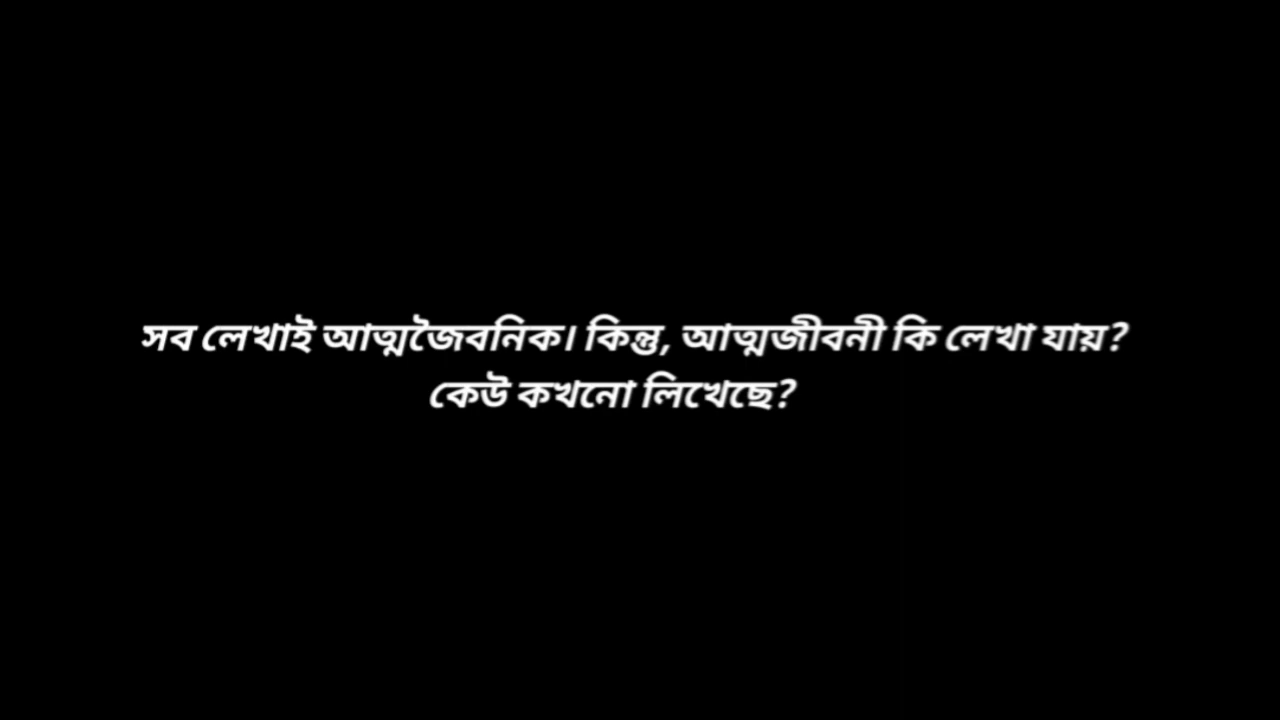 সব লেখাই আত্মজৈবনিক। কিন্তু, আত্মজীবনী কি লেখা যায়?
কেউ কখনো লিখেছে?